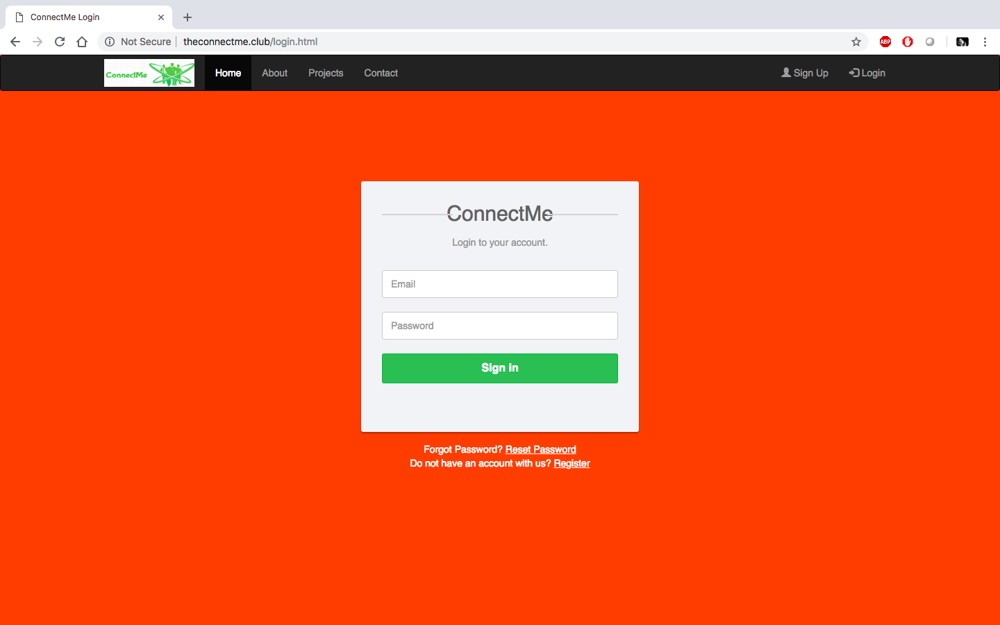 ConnectMe Login
Not Secure theconnectme.club/login.html
ABP
ConnectMe Home About Projects Contact Sign Up Login
ConnectMe
Login to your account.
Email
Password
Sign in
Forgot Password? Reset Password
Do not have an account with us? Register